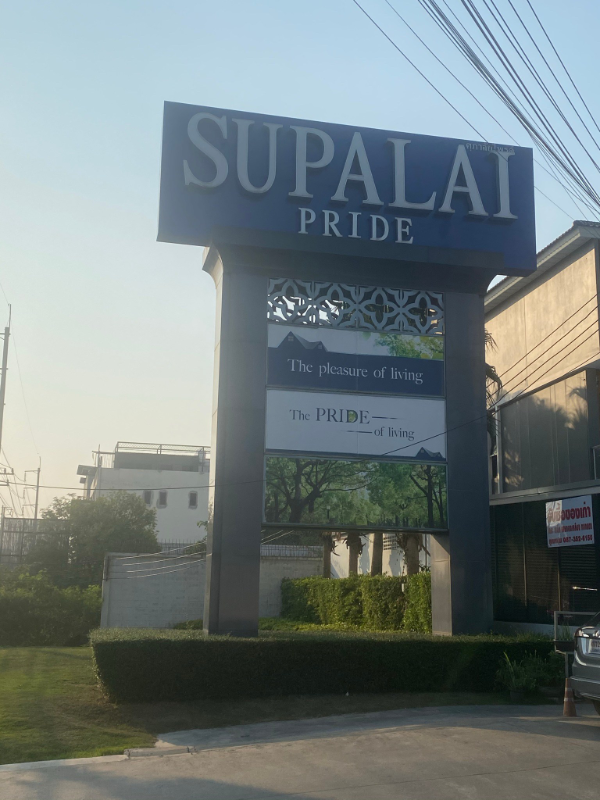 SUPALAI
PRIDE
The pleasure of living
The PRIDE
of living